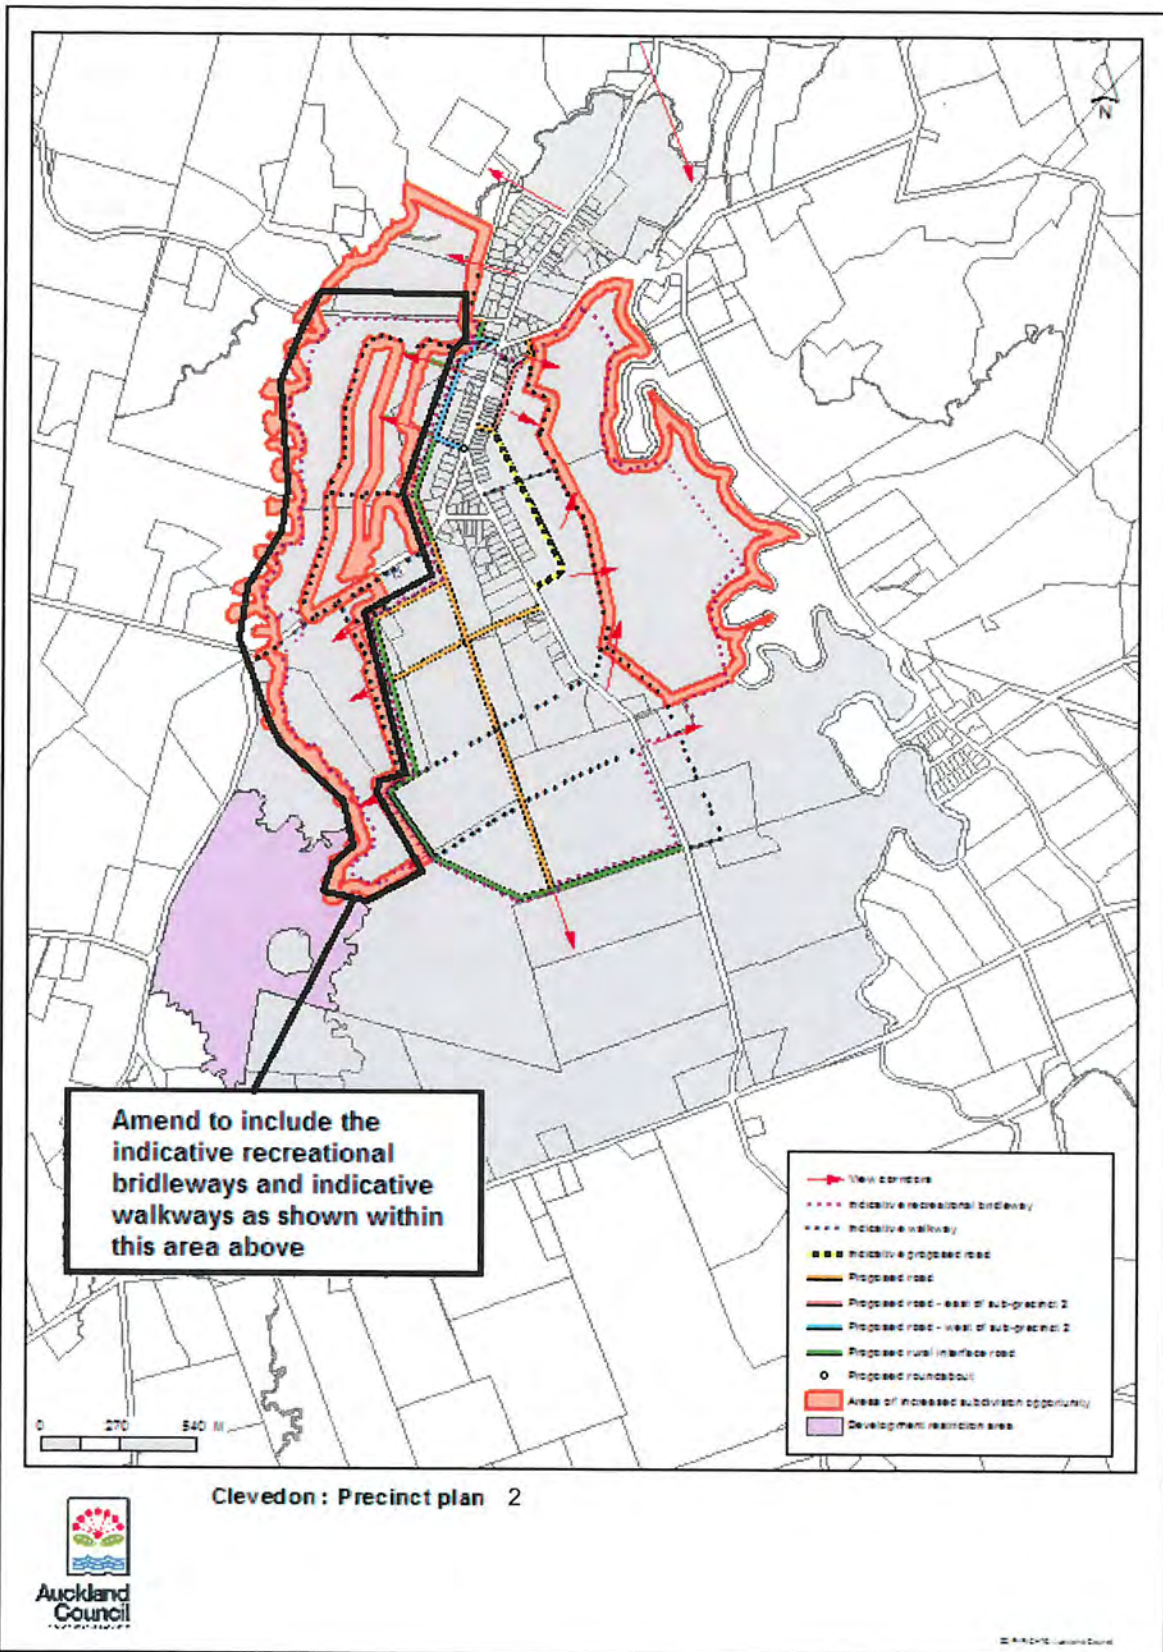 N
Amend to include the
indicative recreational
bridleways and indicative
walkways as shown within
this area above
View corridors
Indicative recreational bridleway
Indicative walkway
Indicative proposed road
Proposed road
Proposed road - east of sub-precinct 2
Proposed road - west of sub-precinct 2
Proposed rural interface road
Proposed roundabout
Areas of increased subdivision opportunity
Development restriction area
0 270 540 M
Clevedon : Precinct plan 2
Auckland
Council